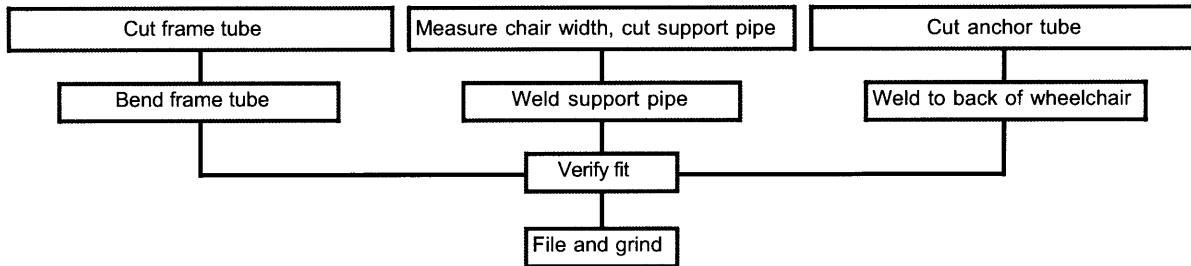 Cut frame tube
Measure chair width, cut support pipe
Cut anchor tube
Bend frame tube
Weld support pipe
Weld to back of wheelchair
Verify fit
File and grind